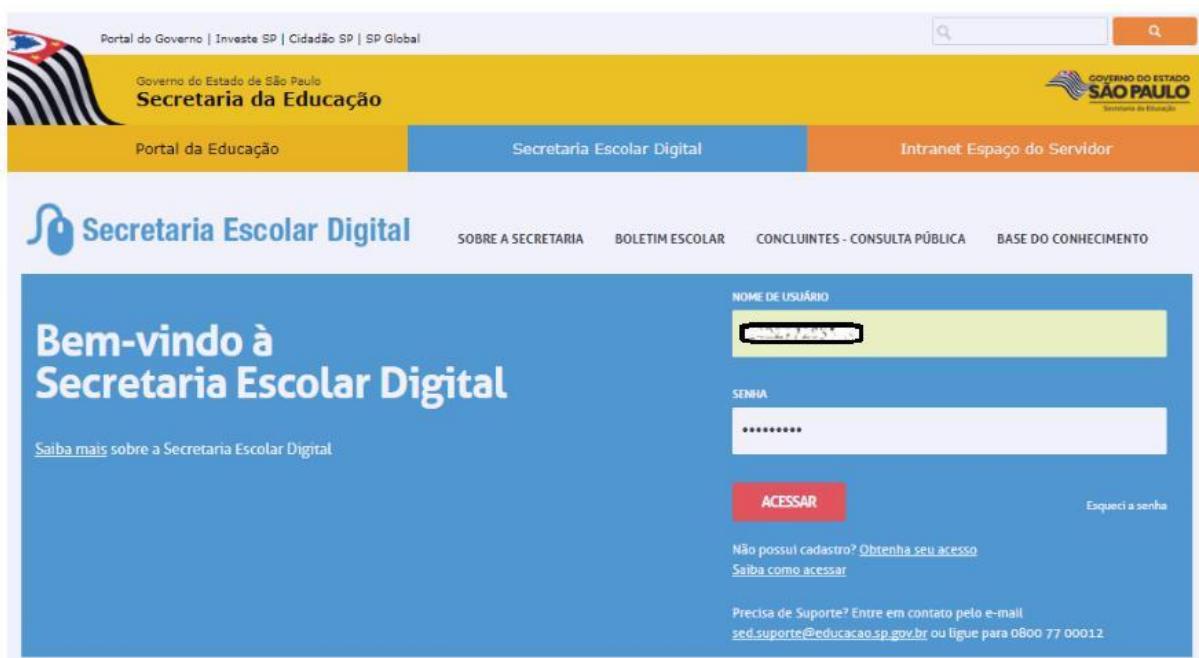 Portal do Governo | Investe SP | Cidadão SP | SP Global
Governo do Estado de São Paulo
Secretaria da Educação
GOVERNO DO ESTADO
SÃO PAULO
Secretaria da Educação
Portal da Educação
Secretaria Escolar Digital
Intranet Espaço do Servidor
Secretaria Escolar Digital
SOBRE A SECRETARIA
BOLETIM ESCOLAR
CONCLUINTES - CONSULTA PÚBLICA
BASE DO CONHECIMENTO
Bem-vindo à
Secretaria Escolar Digital
Saiba mais sobre a Secretaria Escolar Digital
NOME DE USUÁRIO
SENHA
•••••••••
ACESSAR
Esqueci a senha
Não possui cadastro? Obtenha seu acesso
Saiba como acessar
Precisa de Suporte? Entre em contato pelo e-mail
sed.suporte@educacao.sp.gov.br ou ligue para 0800 77 00012